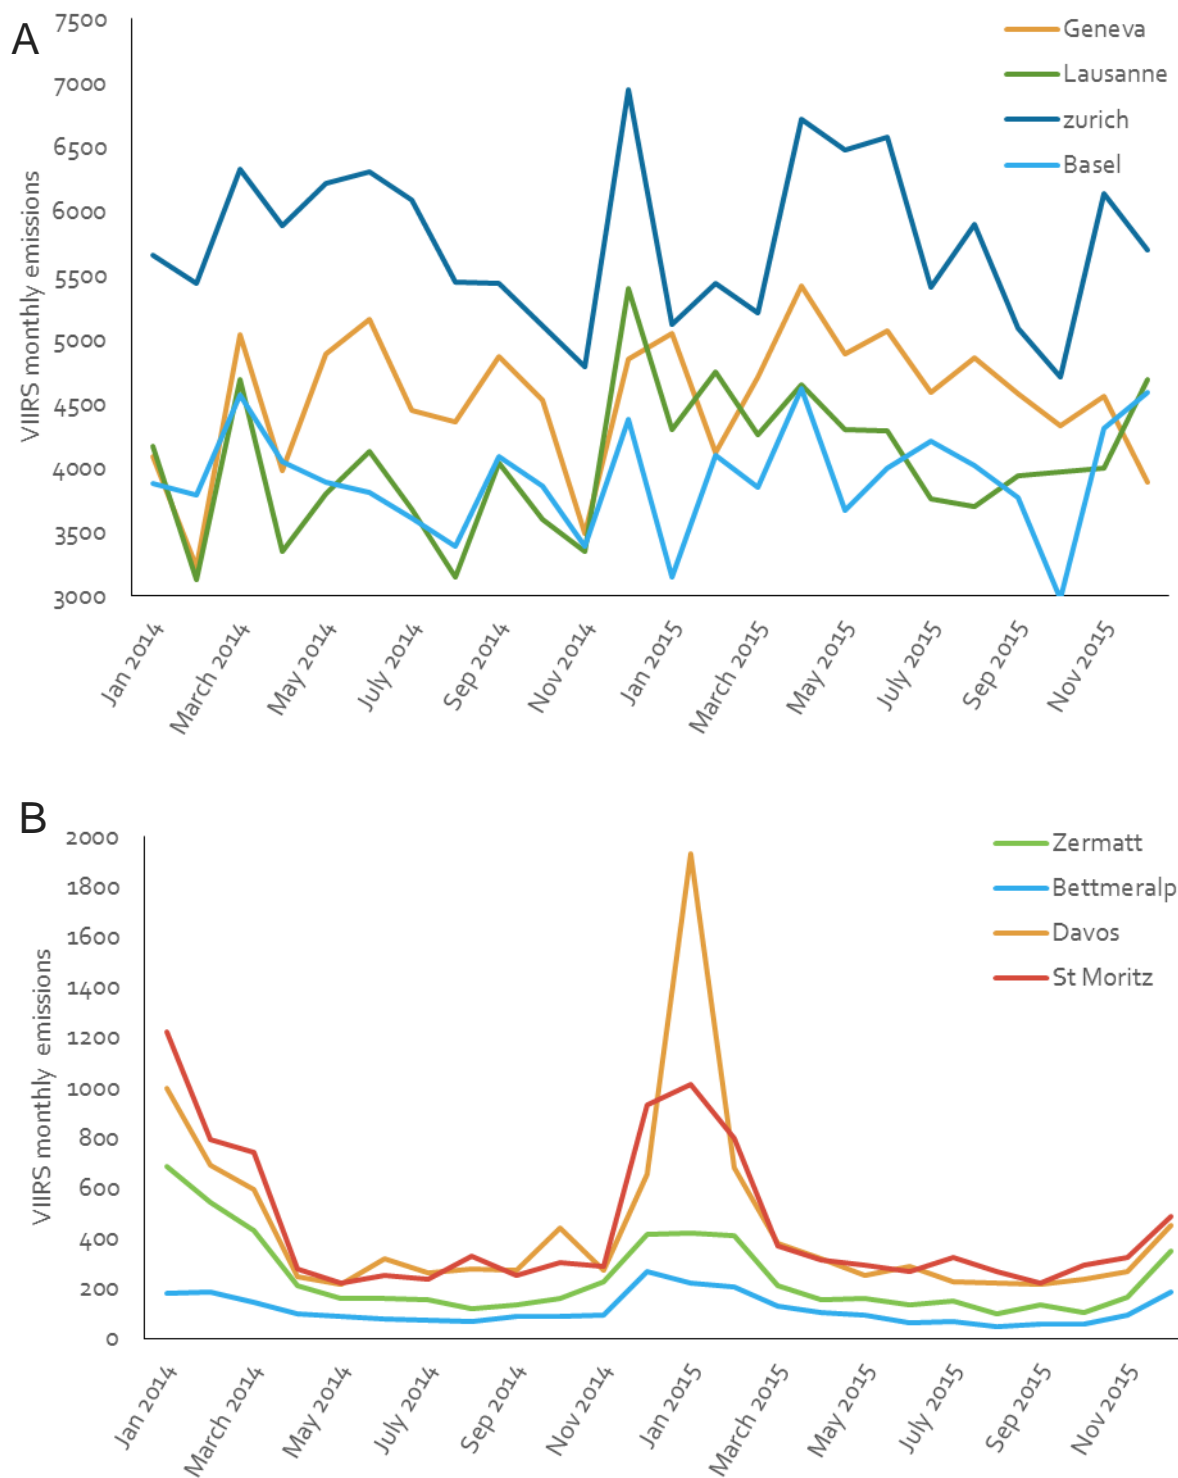 A
7500
7000
6500
6000
5500
5000
4500
4000
3500
3000
VIIRS monthly emissions
Geneva
Lausanne
zurich
Basel
Jan 2014
March 2014
May 2014
July 2014
Sep 2014
Nov 2014
Jan 2015
March 2015
May 2015
July 2015
Sep 2015
Nov 2015
B
2000
1800
1600
1400
1200
1000
800
600
400
200
0
VIIRS monthly emissions
Zermatt
Bettmeralp
Davos
St Moritz
Jan 2014
March 2014
May 2014
July 2014
Sep 2014
Nov 2014
Jan 2015
March 2015
May 2015
July 2015
Sep 2015
Nov 2015